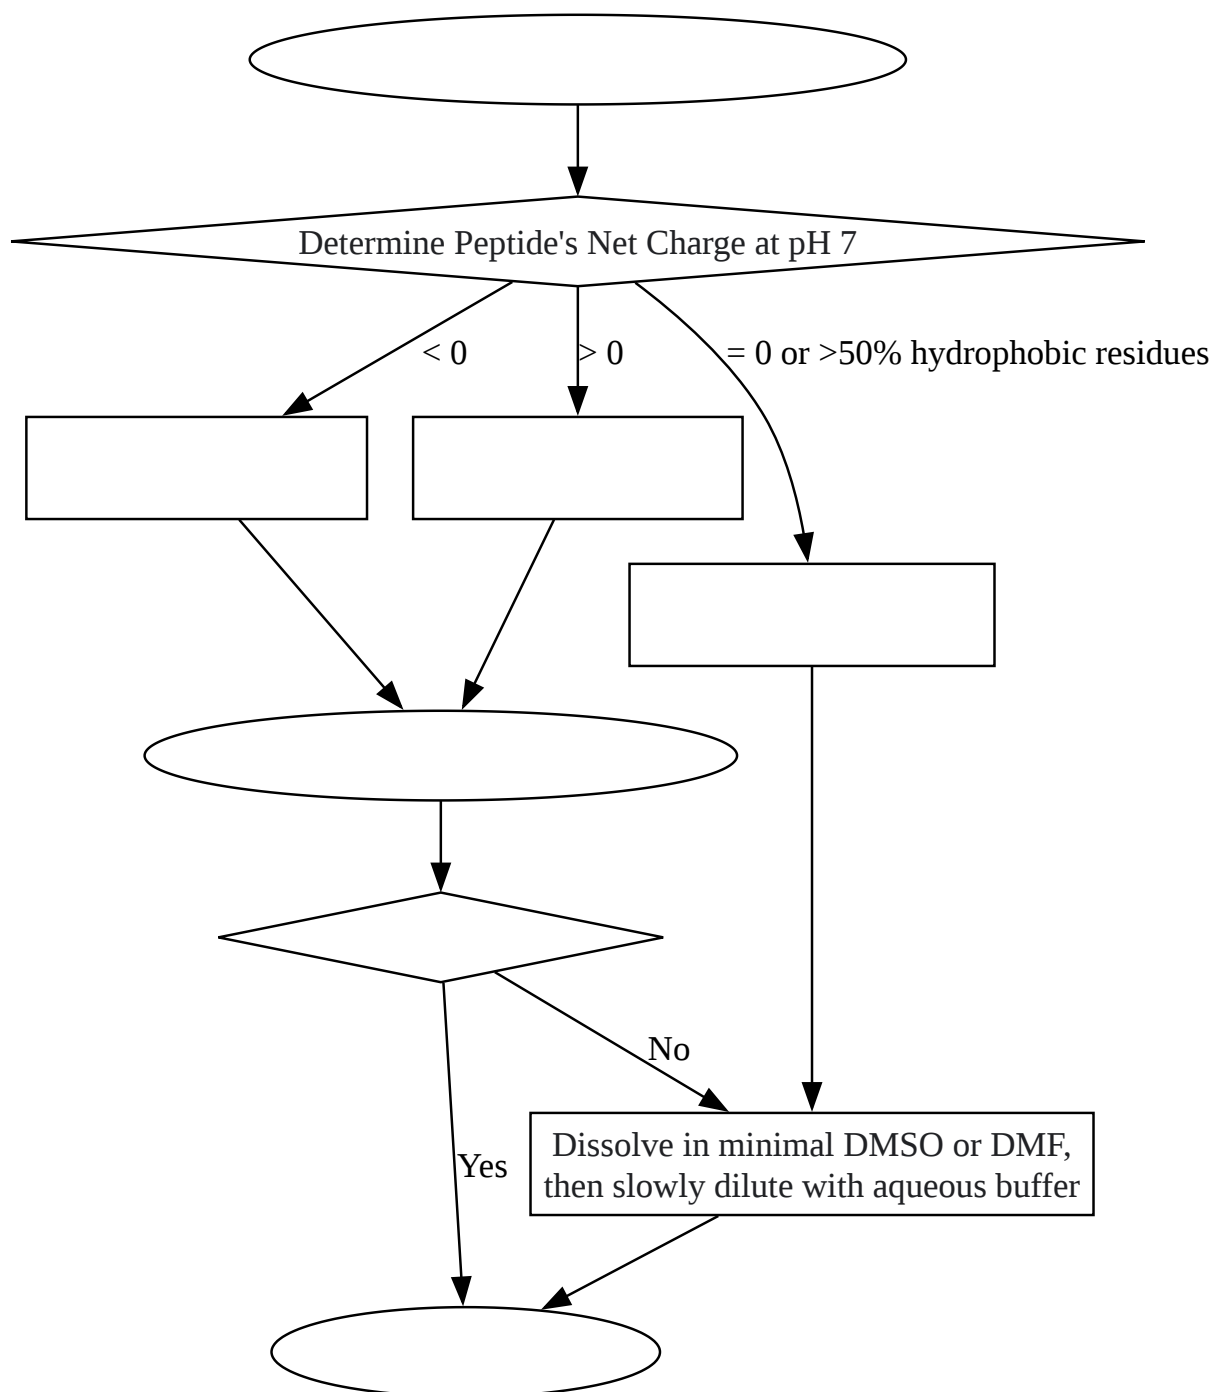 Determine Peptide's Net Charge at pH 7
< 0
> 0
= 0 or >50% hydrophobic residues
No
Dissolve in minimal DMSO or DMF,
then slowly dilute with aqueous buffer
Yes